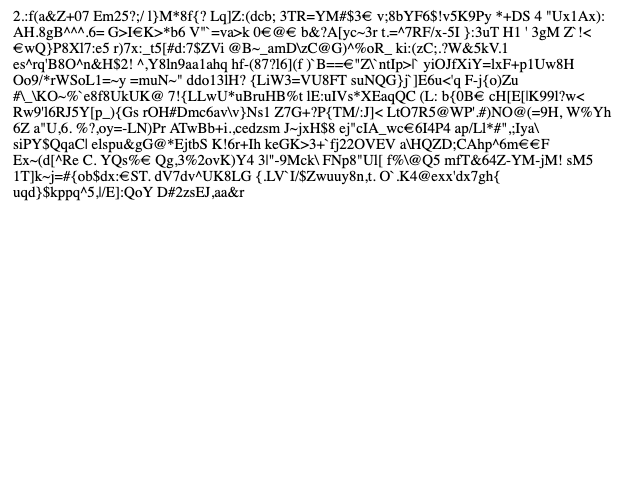 2.:f(a&Z+07 Em25?;/ l}M*8f{? Lq]Z:(dcb; 3TR=YM#$3€ v;8bYF6$!v5K9Py *+DS 4 "Ux1Ax):
AH.8gB^^^.6= G>I€K>*b6 V"`=va>k 0€@€ b&?A[yc~3r t.=^7RF/x-5I }:3uT H1 ' 3gM Z`!<
€wQ}P8Xl7:e5 r)7x:_t5[#d:7$ZVi @B~_amD\zC@G)^%oR_ ki:(zC;.?W&5kV.1
es^rq'B8O^n&H$2! ^,Y8ln9aa1ahq hf-(87?l6](f )`B==€"Z\`ntIp>|` yiOJfXiY=lxF+p1Uw8H
Oo9/*rWSoL1=~y =muN~" ddo13lH? {LiW3=VU8FT suNQG}j`]E6u<'q F-j{o)Zu
#\_\KO~%`e8f8UkUK@ 7!{LLwU*uBruHB%t lE:uIVs*XEaqQC (L: b{0B€ cH[E[|K99l?w<
Rw9'l6RJ5Y[p_){Gs rOH#Dmc6av\v}Ns1 Z7G+?P{TM/:J]< LtO7R5@WP'.#)NO@(=9H, W%Yh
6Z a"U,6. %?,oy=-LN)Pr ATwBb+i.,cedzsm J~jxH$8 ej"cIA_wc€6I4P4 ap/Ll*#",;Iya\
siPY$QqaC| elspu&gG@*EjtbS K!6r+Ih keGK>3+`fj22OVEV a\HQZD;CAhp^6m€€F
Ex~(d[^Re C. YQs%€ Qg,3%2ovK)Y4 3l"-9Mck\ FNp8"Ul[ f%\@Q5 mfT&64Z-YM-jM! sM5
1T]k~j=#{ob$dx:€ST. dV7dv^UK8LG {.LV`I/$Zwuuy8n,t. O`.K4@exx'dx7gh{
uqd}$kppq^5,|/E]:QoY D#2zsEJ,aa&r